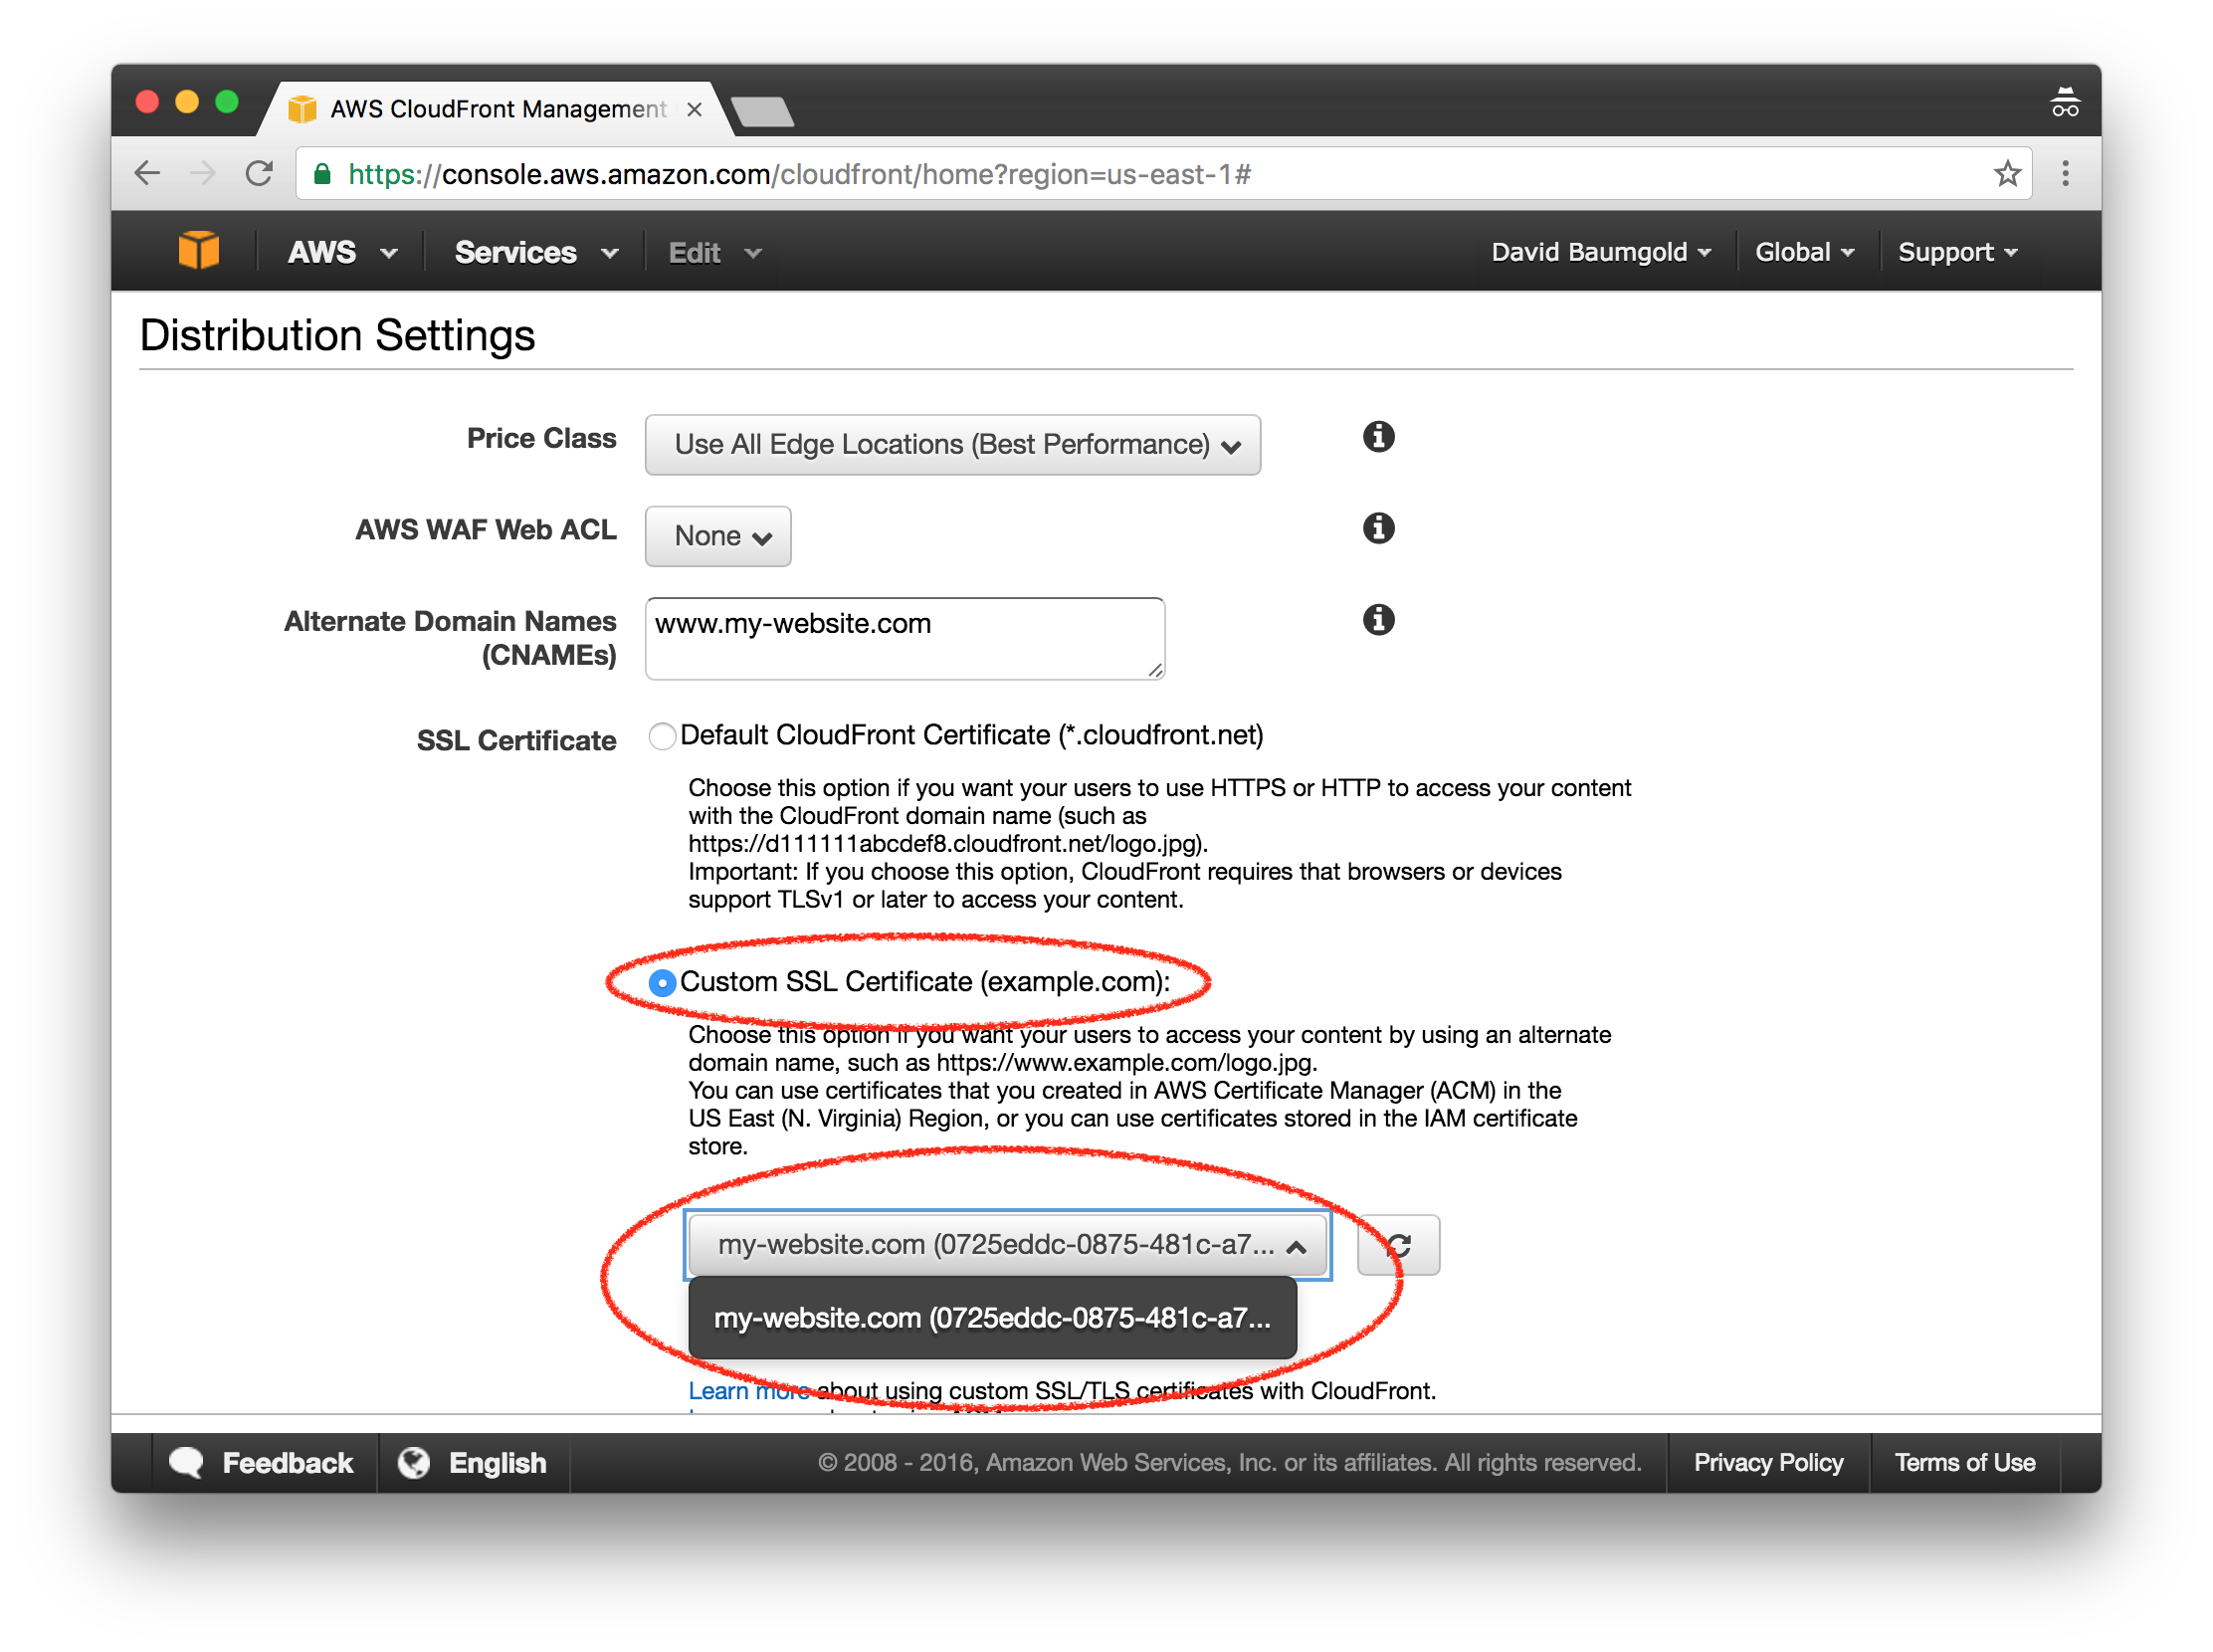 AWS CloudFront Management
https://console.aws.amazon.com/cloudfront/home?region=us-east-1#
AWS Services Edit David Baumgold Global Support
Distribution Settings
Price Class Use All Edge Locations (Best Performance)
AWS WAF Web ACL None
Alternate Domain Names www.my-website.com
(CNAMEs)
SSL Certificate Default CloudFront Certificate (*.cloudfront.net)
Choose this option if you want your users to use HTTPS or HTTP to access your content
with the CloudFront domain name (such as
https://d111111abcdef8.cloudfront.net/logo.jpg).
Important: If you choose this option, CloudFront requires that browsers or devices
support TLSv1 or later to access your content.
Custom SSL Certificate (example.com):
Choose this option if you want your users to access your content by using an alternate
domain name, such as https://www.example.com/logo.jpg.
You can use certificates that you created in AWS Certificate Manager (ACM) in the
US East (N. Virginia) Region, or you can use certificates stored in the IAM certificate
store.
my-website.com (0725eddc-0875-481c-a7...
my-website.com (0725eddc-0875-481c-a7...
Learn more about using custom SSL/TLS certificates with CloudFront.
Feedback English © 2008 - 2016, Amazon Web Services, Inc. or its affiliates. All rights reserved. Privacy Policy Terms of Use